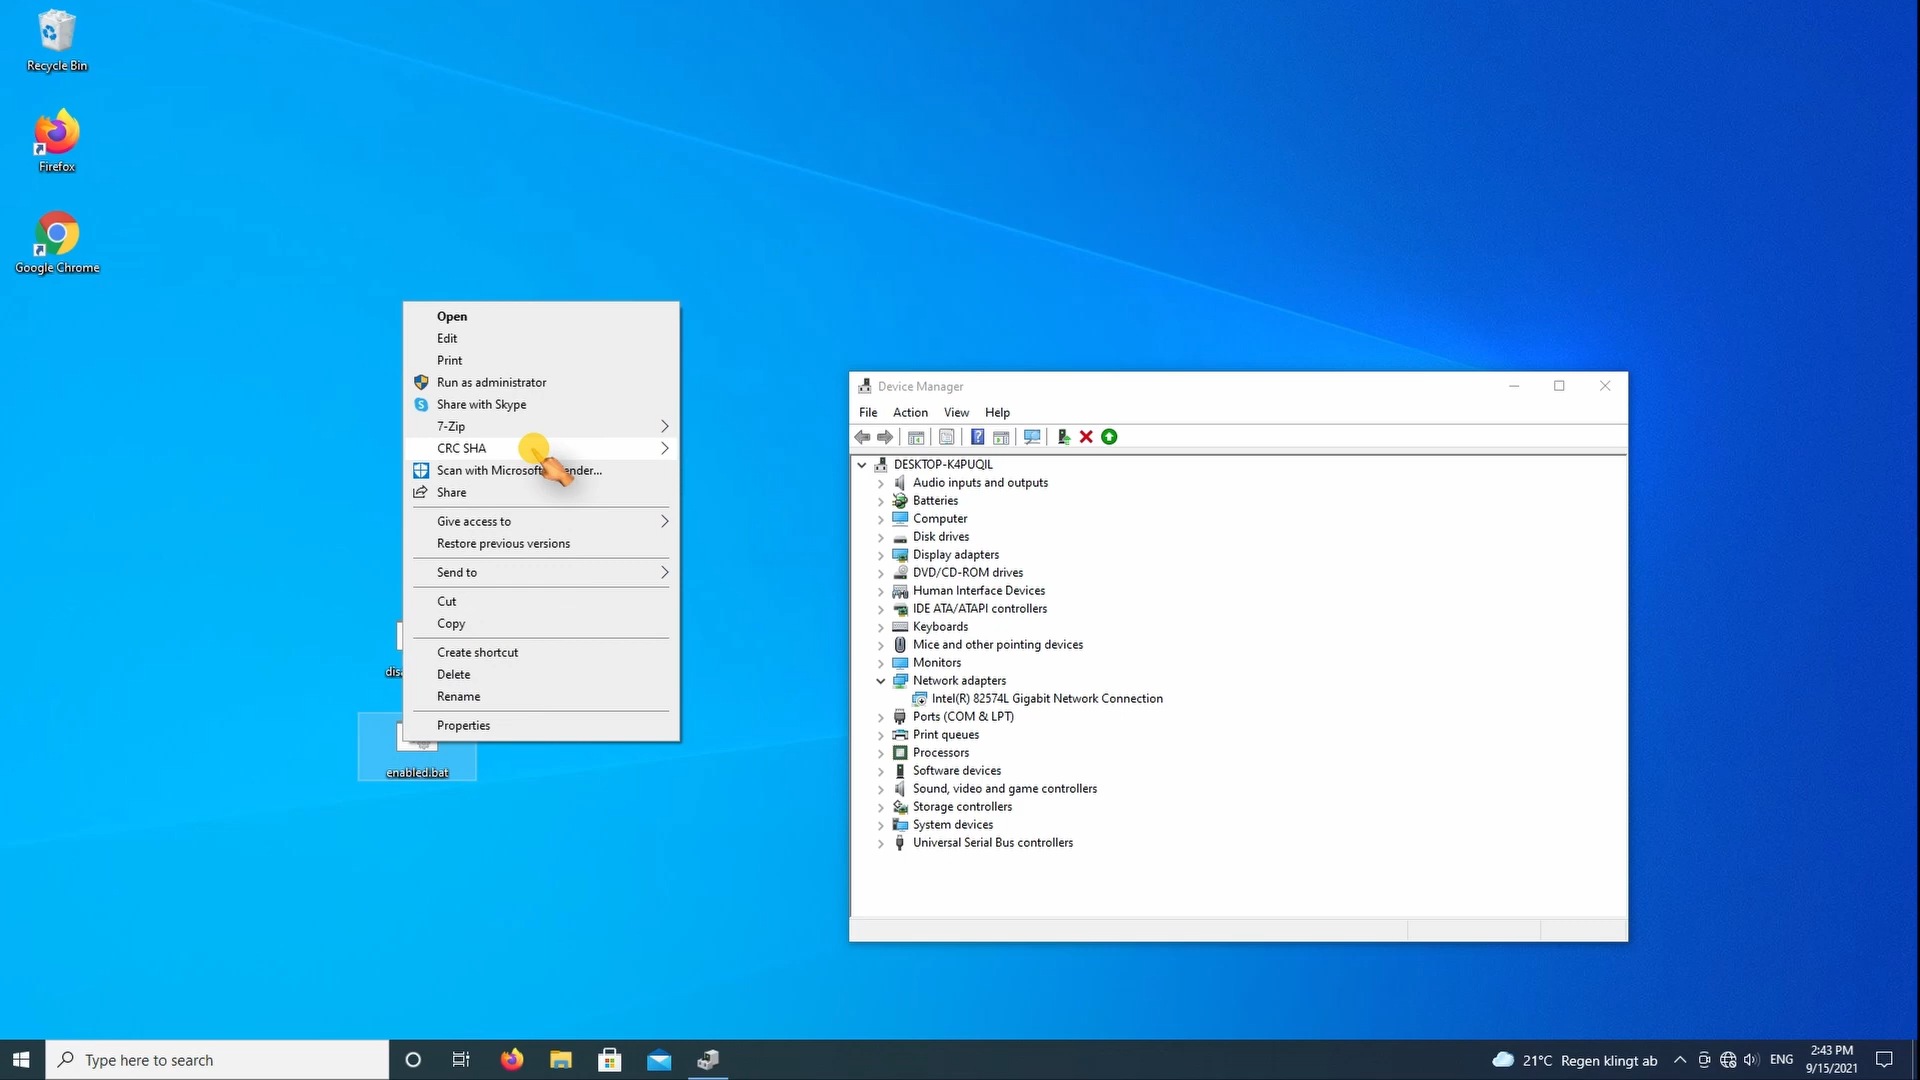 Recycle Bin
Firefox
Google Chrome
Open
Edit
Print
Run as administrator
Share with Skype
7-Zip
CRC SHA
Scan with Microsoft ender...
Share
Give access to
Restore previous versions
Send to
Cut
Copy
Create shortcut
Delete
Rename
Properties
disa
enabled.bat
Device Manager
File Action View Help
DESKTOP-K4PUQIL
Audio inputs and outputs
Batteries
Computer
Disk drives
Display adapters
DVD/CD-ROM drives
Human Interface Devices
IDE ATA/ATAPI controllers
Keyboards
Mice and other pointing devices
Monitors
Network adapters
Intel(R) 82574L Gigabit Network Connection
Ports (COM & LPT)
Print queues
Processors
Software devices
Sound, video and game controllers
Storage controllers
System devices
Universal Serial Bus controllers
Type here to search
21°C Regen klingt ab
ENG
2:43 PM
9/15/2021